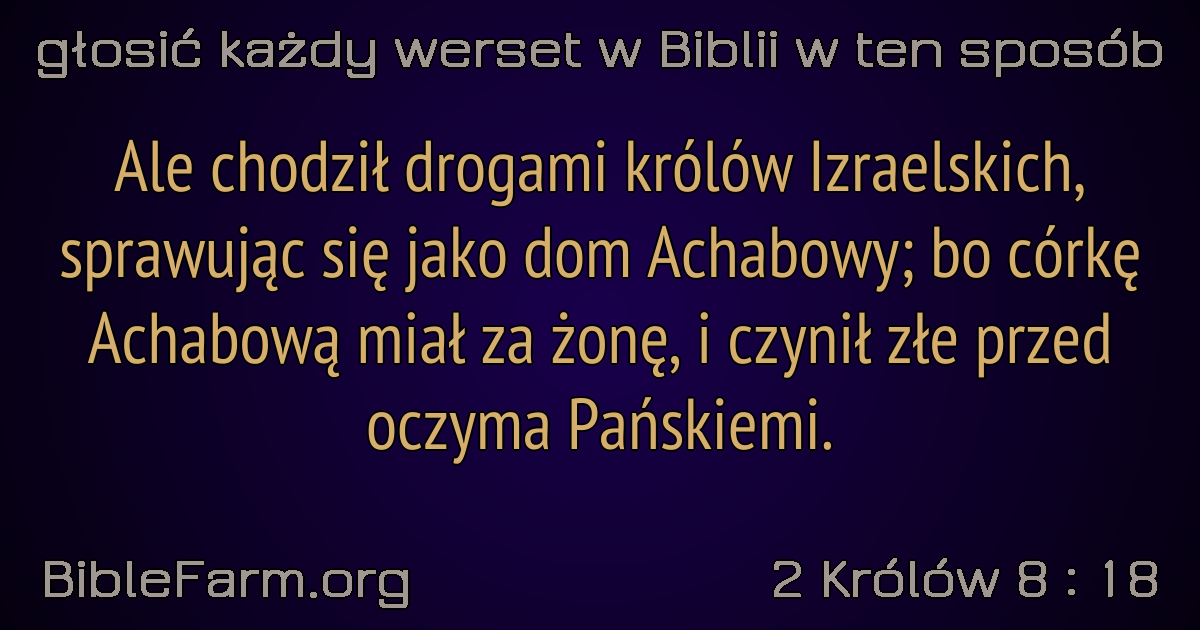 głosić każdy werset w Biblii w ten sposób
Ale chodził drogami królów Izraelskich,
sprawując się jako dom Achabowy; bo córkę
Achabową miał za żonę, i czynił złe przed
oczyma Pańskiemi.
BibleFarm.org
2 Królów 8 : 18